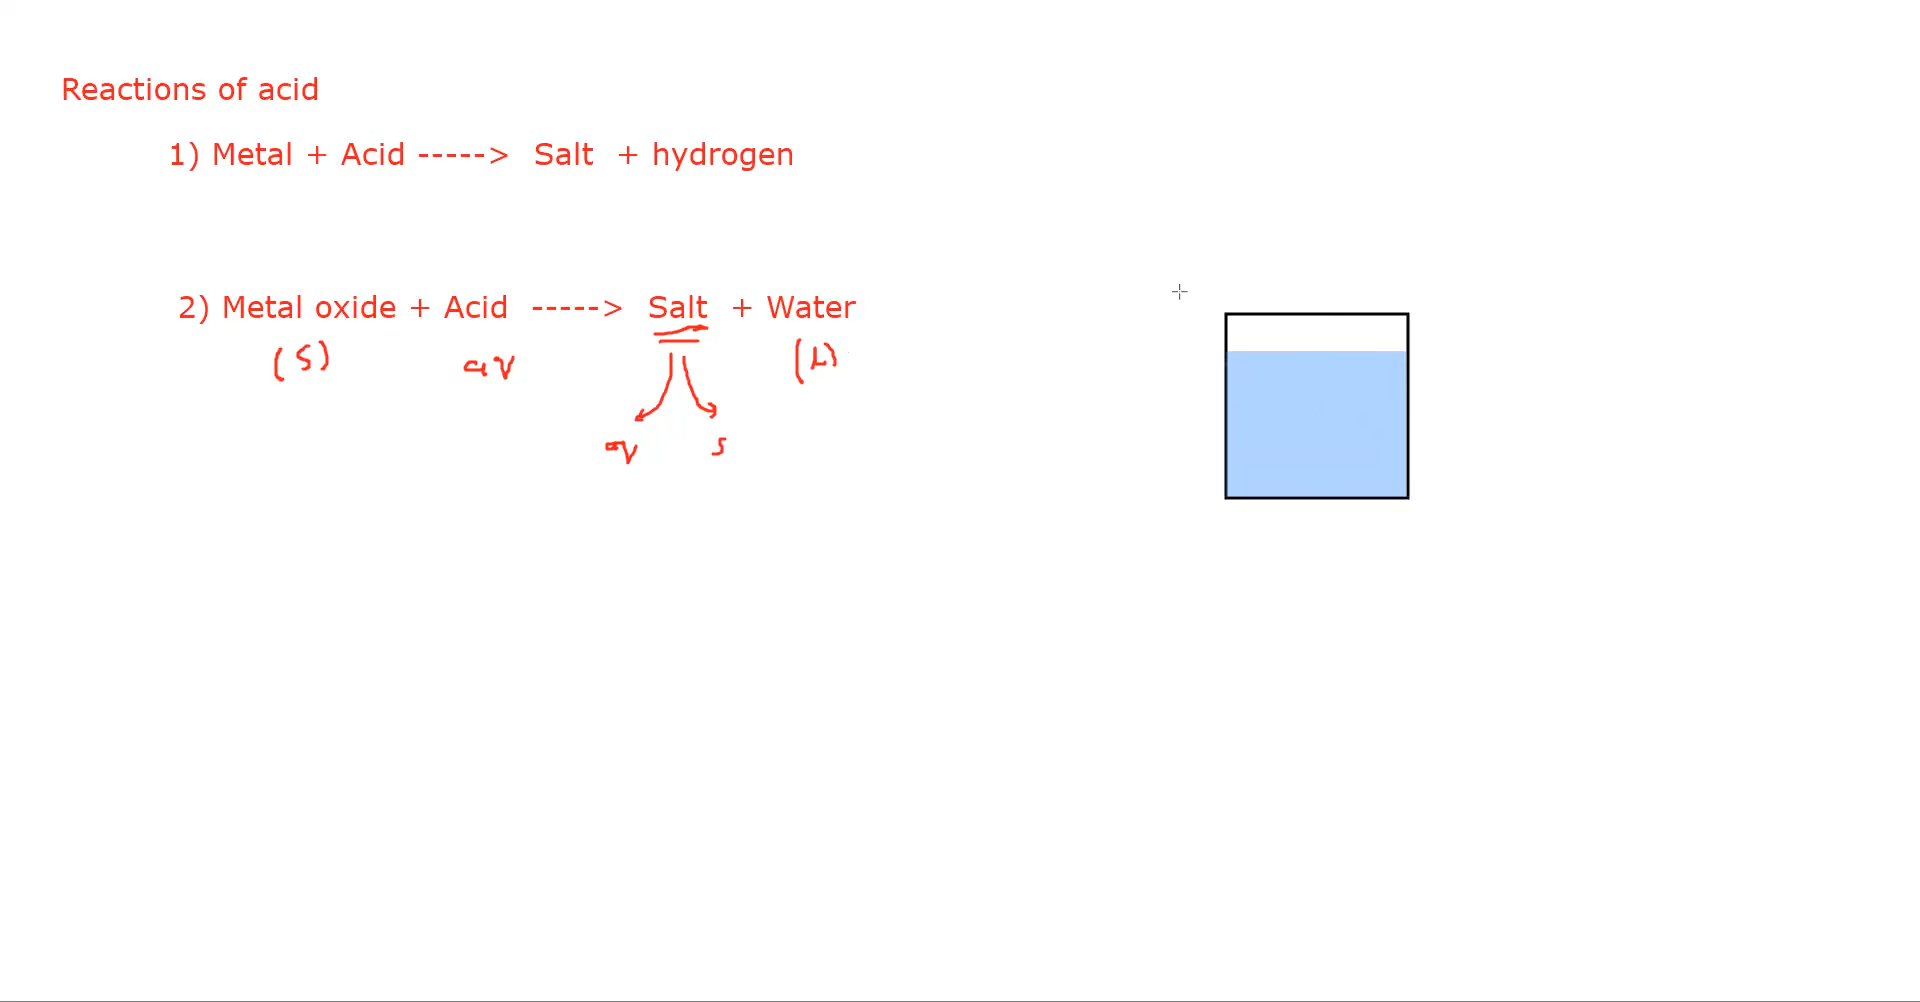 Reactions of acid
1) Metal + Acid -----> Salt + hydrogen
2) Metal oxide + Acid -----> Salt + Water
(s) aq (L)
aq s